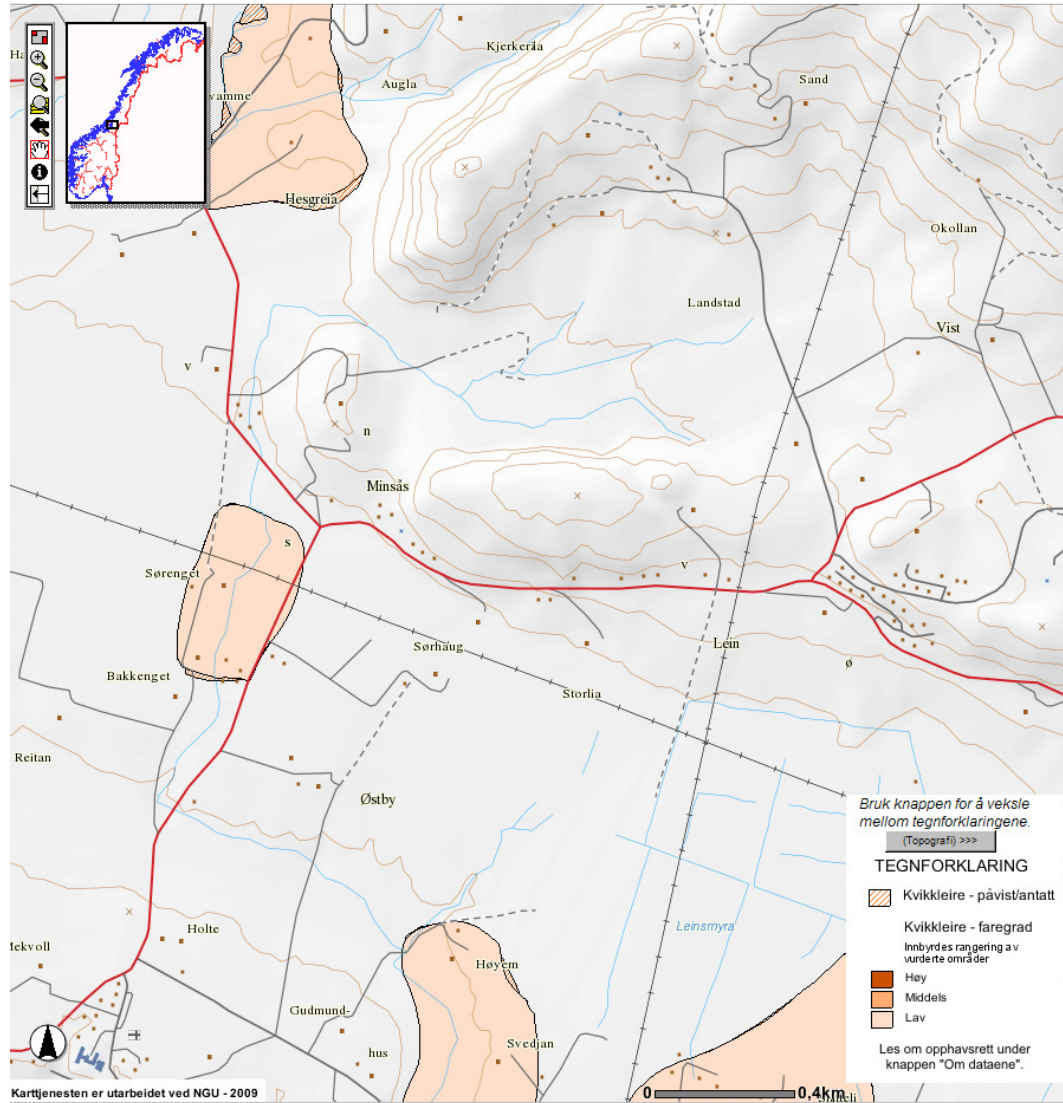 Kjerkeråa
Augla
Sand
vamme
Hesgreia
Okollan
Landstad
Vist
v
n
Minsås
s
v
Sørenget
Sørhaug
Lein
ø
Bakkenget
Storlia
Reitan
Østby
Bruk knappen for å veksle
mellom tegnforklaringene.
(Topografi) >>>
TEGNFORKLARING
Kvikkleire - påvist/antatt
Kvikkleire - faregrad
Innbyrdes rangering av
vurderte områder
Høy
Middels
Lav
Les om opphavsrett under
knappen "Om dataene".
Leinsmyra
Holte
Mekvoll
Høyem
Gudmund-
hus
Svedjan
Karttjenesten er utarbeidet ved NGU - 2009
0 0,4km